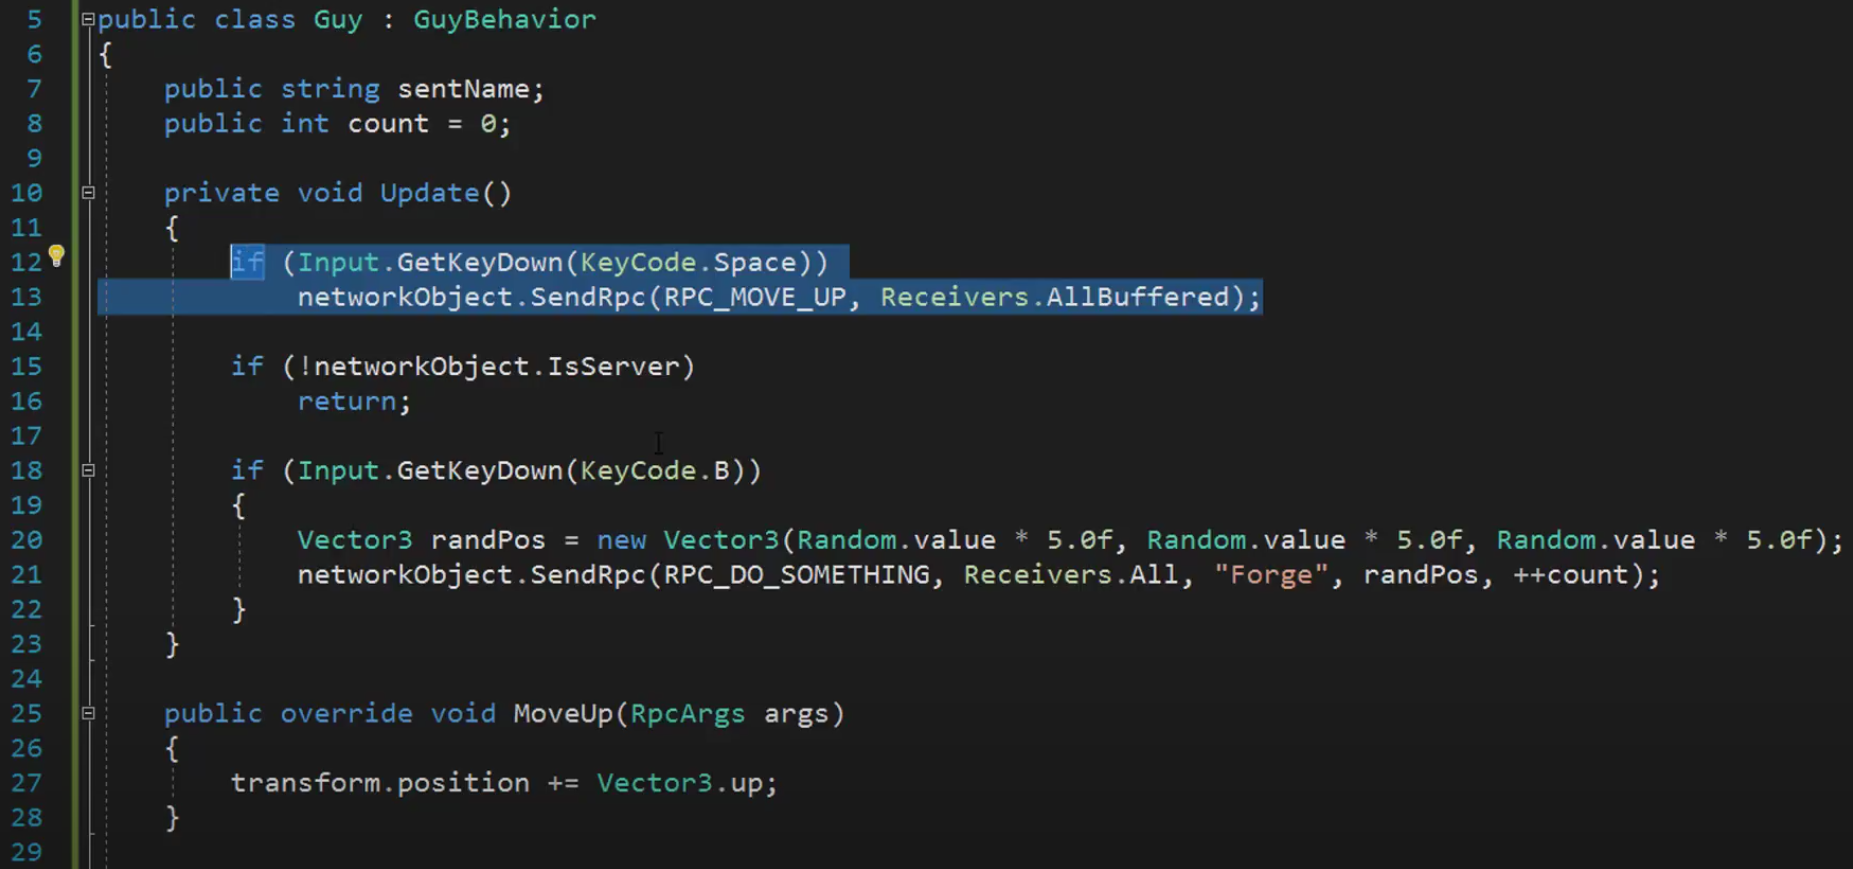 5 public class Guy : GuyBehavior
6 {
7 public string sentName;
8 public int count = 0;
9
10 private void Update()
11 {
12 if (Input.GetKeyDown(KeyCode.Space))
13 networkObject.SendRpc(RPC_MOVE_UP, Receivers.AllBuffered);
14
15 if (!networkObject.IsServer)
16 return;
17
18 if (Input.GetKeyDown(KeyCode.B))
19 {
20 Vector3 randPos = new Vector3(Random.value * 5.0f, Random.value * 5.0f, Random.value * 5.0f);
21 networkObject.SendRpc(RPC_DO_SOMETHING, Receivers.All, "Forge", randPos, ++count);
22 }
23 }
24
25 public override void MoveUp(RpcArgs args)
26 {
27 transform.position += Vector3.up;
28 }
29